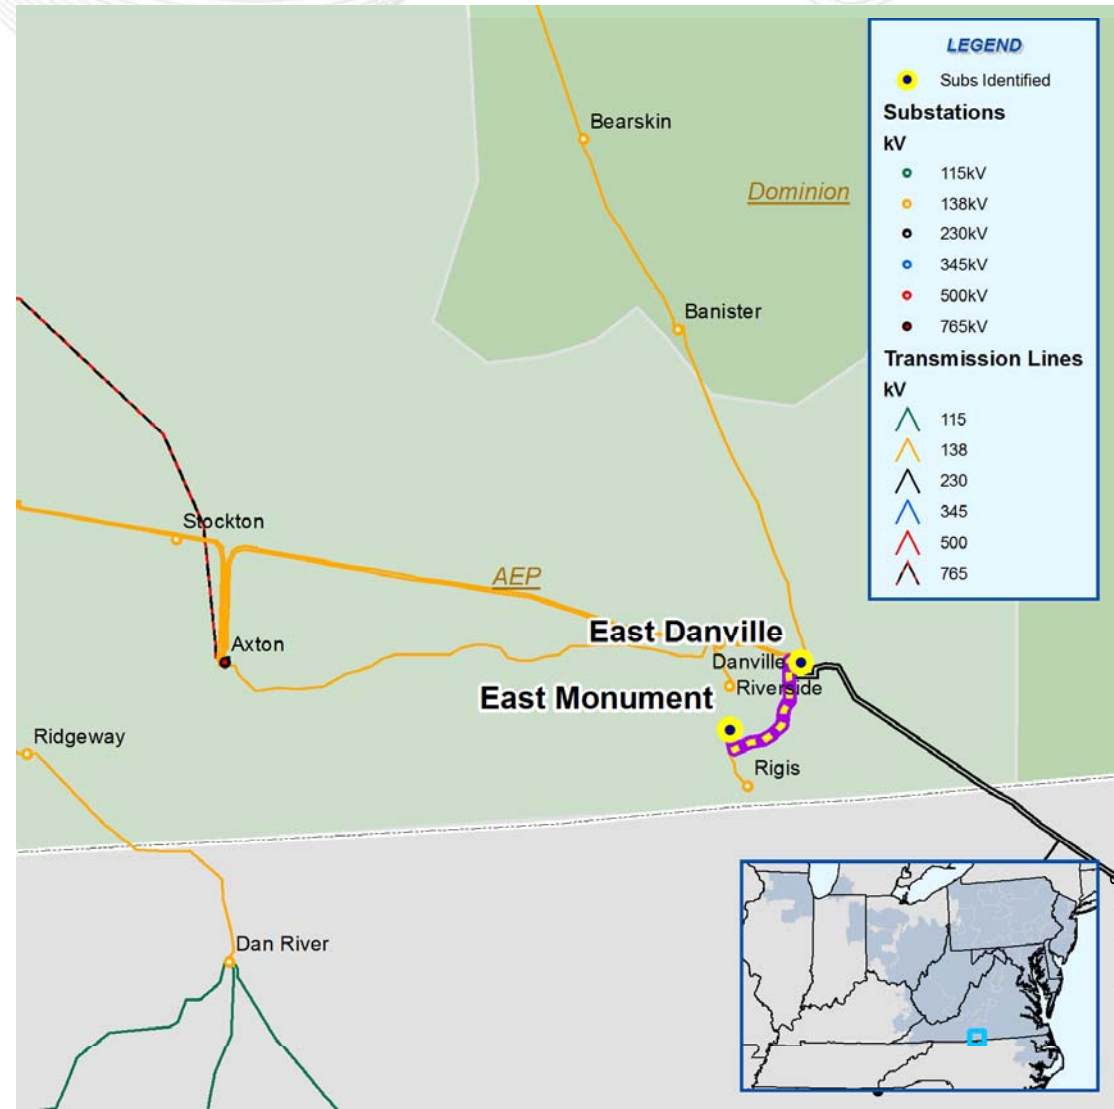 LEGEND
Subs Identified
Substations
kV
115kV
138kV
230kV
345kV
500kV
765kV
Transmission Lines
kV
115
138
230
345
500
765
Bearskin
Dominion
Banister
Stockton
AEP
East Danville
Axton
Danville
Riverside
East Monument
Ridgeway
Rigis
Dan River